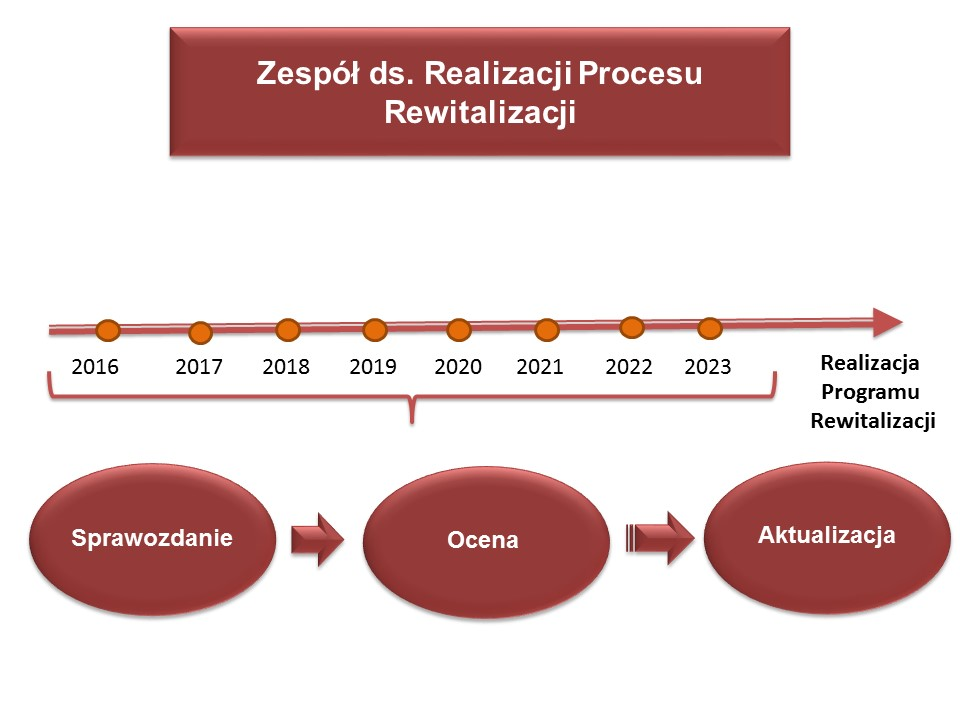 Zespół ds. Realizacji Procesu
Rewitalizacji
2016 2017 2018 2019 2020 2021 2022 2023
Realizacja
Programu
Rewitalizacji
Sprawozdanie
Ocena
Aktualizacja